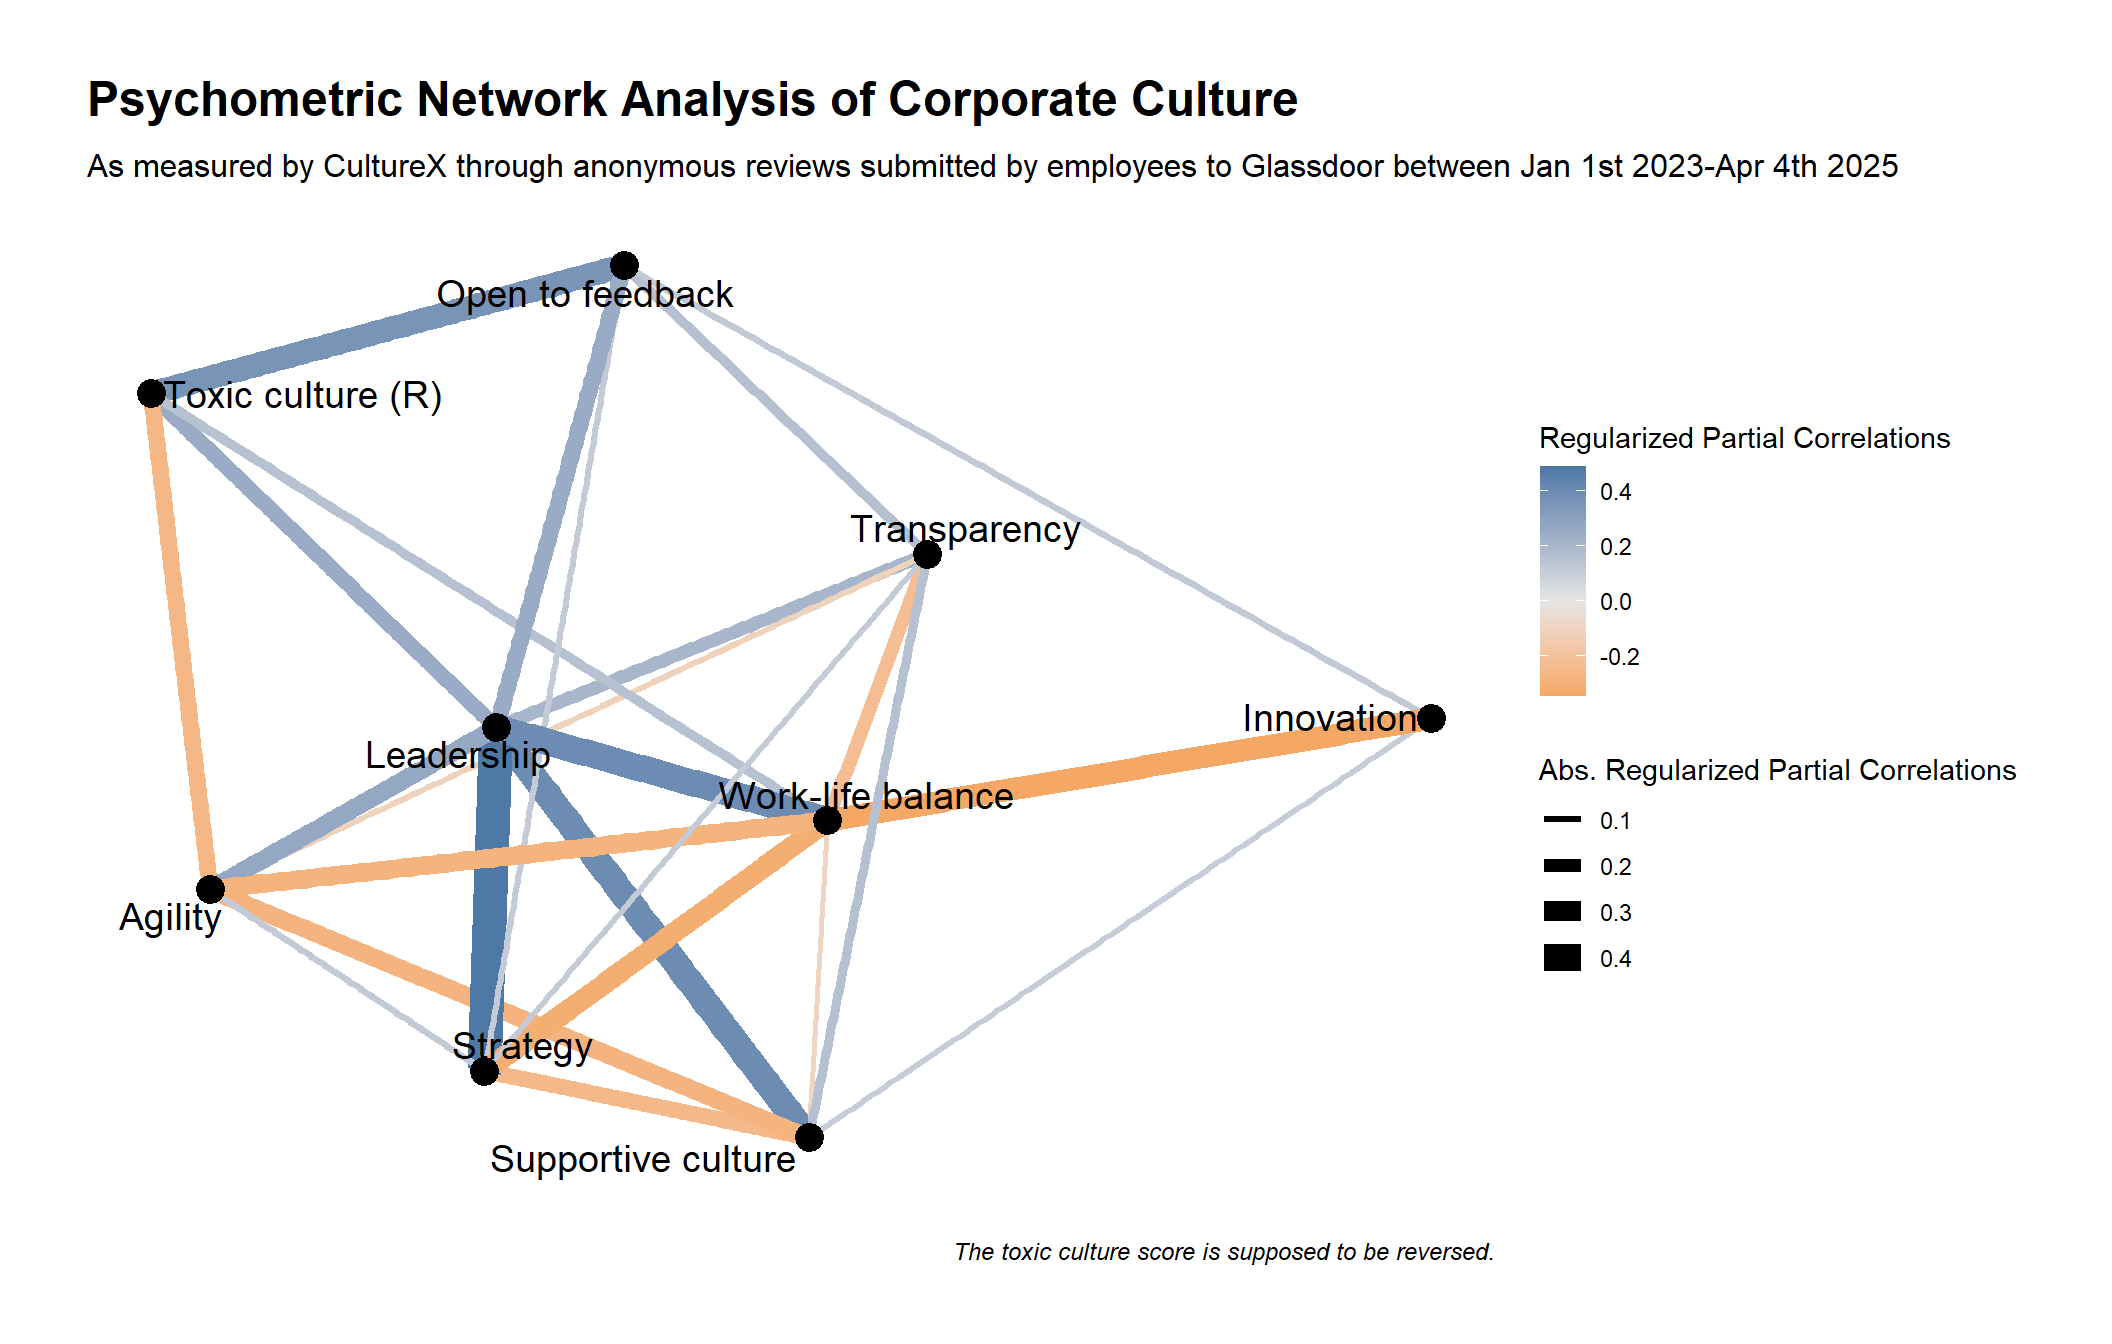 Psychometric Network Analysis of Corporate Culture
As measured by CultureX through anonymous reviews submitted by employees to Glassdoor between Jan 1st 2023-Apr 4th 2025
Open to feedback
Toxic culture (R)
Transparency
Innovation
Leadership
Work-life balance
Agility
Strategy
Supportive culture
Regularized Partial Correlations
0.4
0.2
0.0
-0.2
Abs. Regularized Partial Correlations
0.1
0.2
0.3
0.4
The toxic culture score is supposed to be reversed.